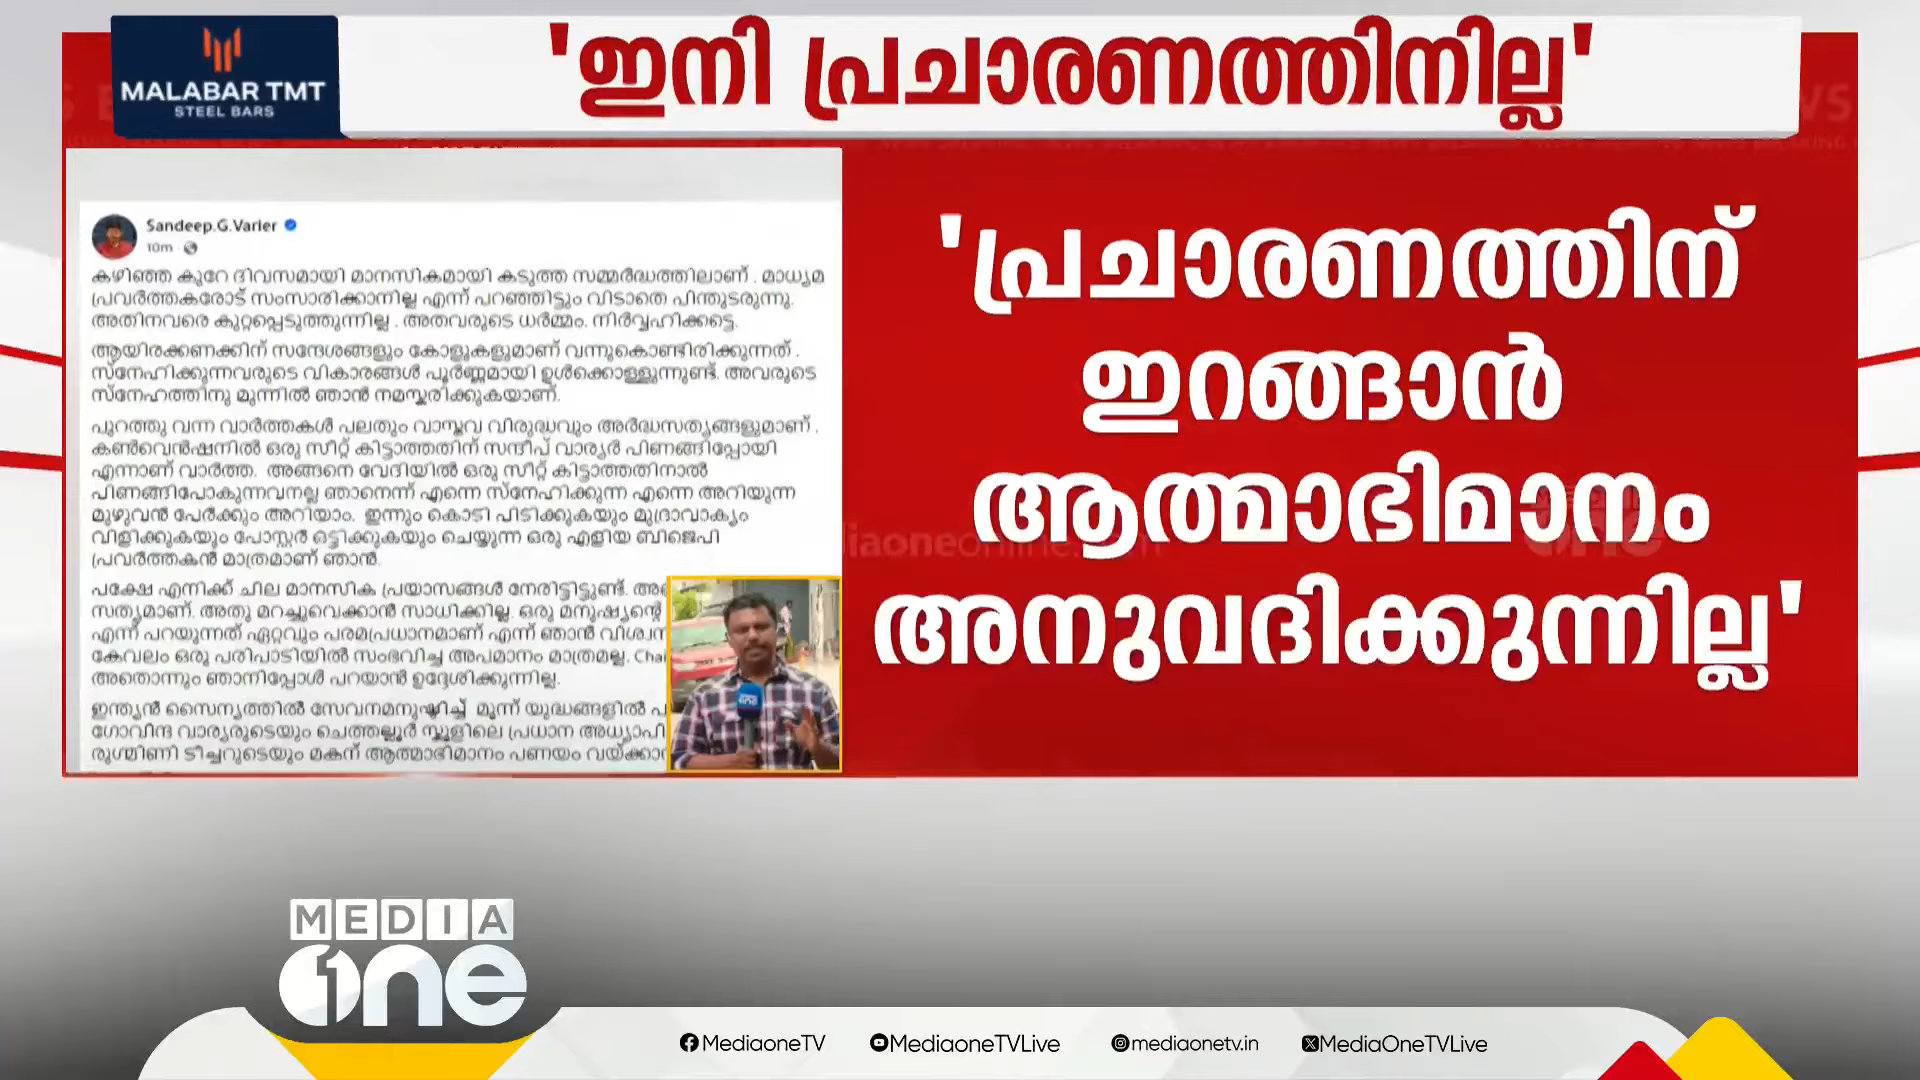 MALABAR TMT
STEEL BARS
'ഇനി പ്രചാരണത്തിനില്ല'
Sandeep.G.Varier
10m
കഴിഞ്ഞ കുറേ ദിവസമായി മാനസികമായി കടുത്ത സമ്മർദ്ധത്തിലാണ് . മാധ്യമ
പ്രവർത്തകരോട് സംസാരിക്കാനില്ല എന്ന് പറഞ്ഞിട്ടും വിടാതെ പിന്തുടരുന്നു.
അതിനവരെ കുറ്റപ്പെടുത്തുന്നില്ല . അതവരുടെ ധർമ്മം. നിർവ്വഹിക്കട്ടെ.
ആയിരക്കണക്കിന് സന്ദേശങ്ങളും കോളുകളുമാണ് വന്നുകൊണ്ടിരിക്കുന്നത് .
സ്നേഹിക്കുന്നവരുടെ വികാരങ്ങൾ പൂർണ്ണമായി ഉൾക്കൊള്ളുന്നുണ്ട്. അവരുടെ
സ്നേഹത്തിനു മുന്നിൽ ഞാൻ നമസ്കരിക്കുകയാണ്.
പുറത്തു വന്ന വാർത്തകൾ പലതും വാസ്തവ വിരുദ്ധവും അർദ്ധസത്യങ്ങളുമാണ് .
കൺവെൻഷനിൽ ഒരു സീറ്റ് കിട്ടാത്തതിന് സന്ദീപ് വാര്യർ പിണങ്ങിപ്പോയി
എന്നാണ് വാർത്ത. അങ്ങനെ വേദിയിൽ ഒരു സീറ്റ് കിട്ടാത്തതിനാൽ
പിണങ്ങിപോകുന്നവനല്ല ഞാനെന്ന് എന്നെ സ്നേഹിക്കുന്ന എന്നെ അറിയുന്ന
മുഴുവൻ പേർക്കും അറിയാം. ഇന്നും കൊടി പിടിക്കുകയും മുദ്രാവാക്യം
വിളിക്കുകയും പോസ്റ്റർ ഒട്ടിക്കുകയും ചെയ്യുന്ന ഒരു എളിയ ബിജെപി
പ്രവർത്തകൻ മാത്രമാണ് ഞാൻ.
പക്ഷേ എനിക്ക് ചില മാനസിക പ്രയാസങ്ങൾ നേരിട്ടിട്ടുണ്ട്.
സത്യമാണ്. അതു മറച്ചുവെക്കാൻ സാധിക്കില്ല. ഒരു മനുഷ്യന്റെ
എന്ന് പറയുന്നത് ഏറ്റവും പരമപ്രധാനമാണ് എന്ന് ഞാൻ
കേവലം ഒരു പരിപാടിയിൽ സംഭവിച്ച അപമാനം മാത്രമല്ല.
അതൊന്നും ഞാനിപ്പോൾ പറയാൻ ഉദ്ദേശിക്കുന്നില്ല.
ഇന്ത്യൻ സൈന്യത്തിൽ സേവനമനുഷ്ഠിച്ച് മൂന്ന് യുദ്ധങ്ങളിൽ
ഗോവിന്ദ വാര്യരുടെയും ചെത്തല്ലൂർ സ്കൂളിലെ പ്രധാന
രുഗ്മിണി ടീച്ചറുടെയും മകന് ആത്മാഭിമാനം പണയം
'പ്രചാരണത്തിന്
ഇറങ്ങാൻ
ആത്മാഭിമാനം
അനുവദിക്കുന്നില്ല'
MEDIA
one
MediaoneTV
MediaoneTVLive
mediaonetv.in
MediaOneTVLive